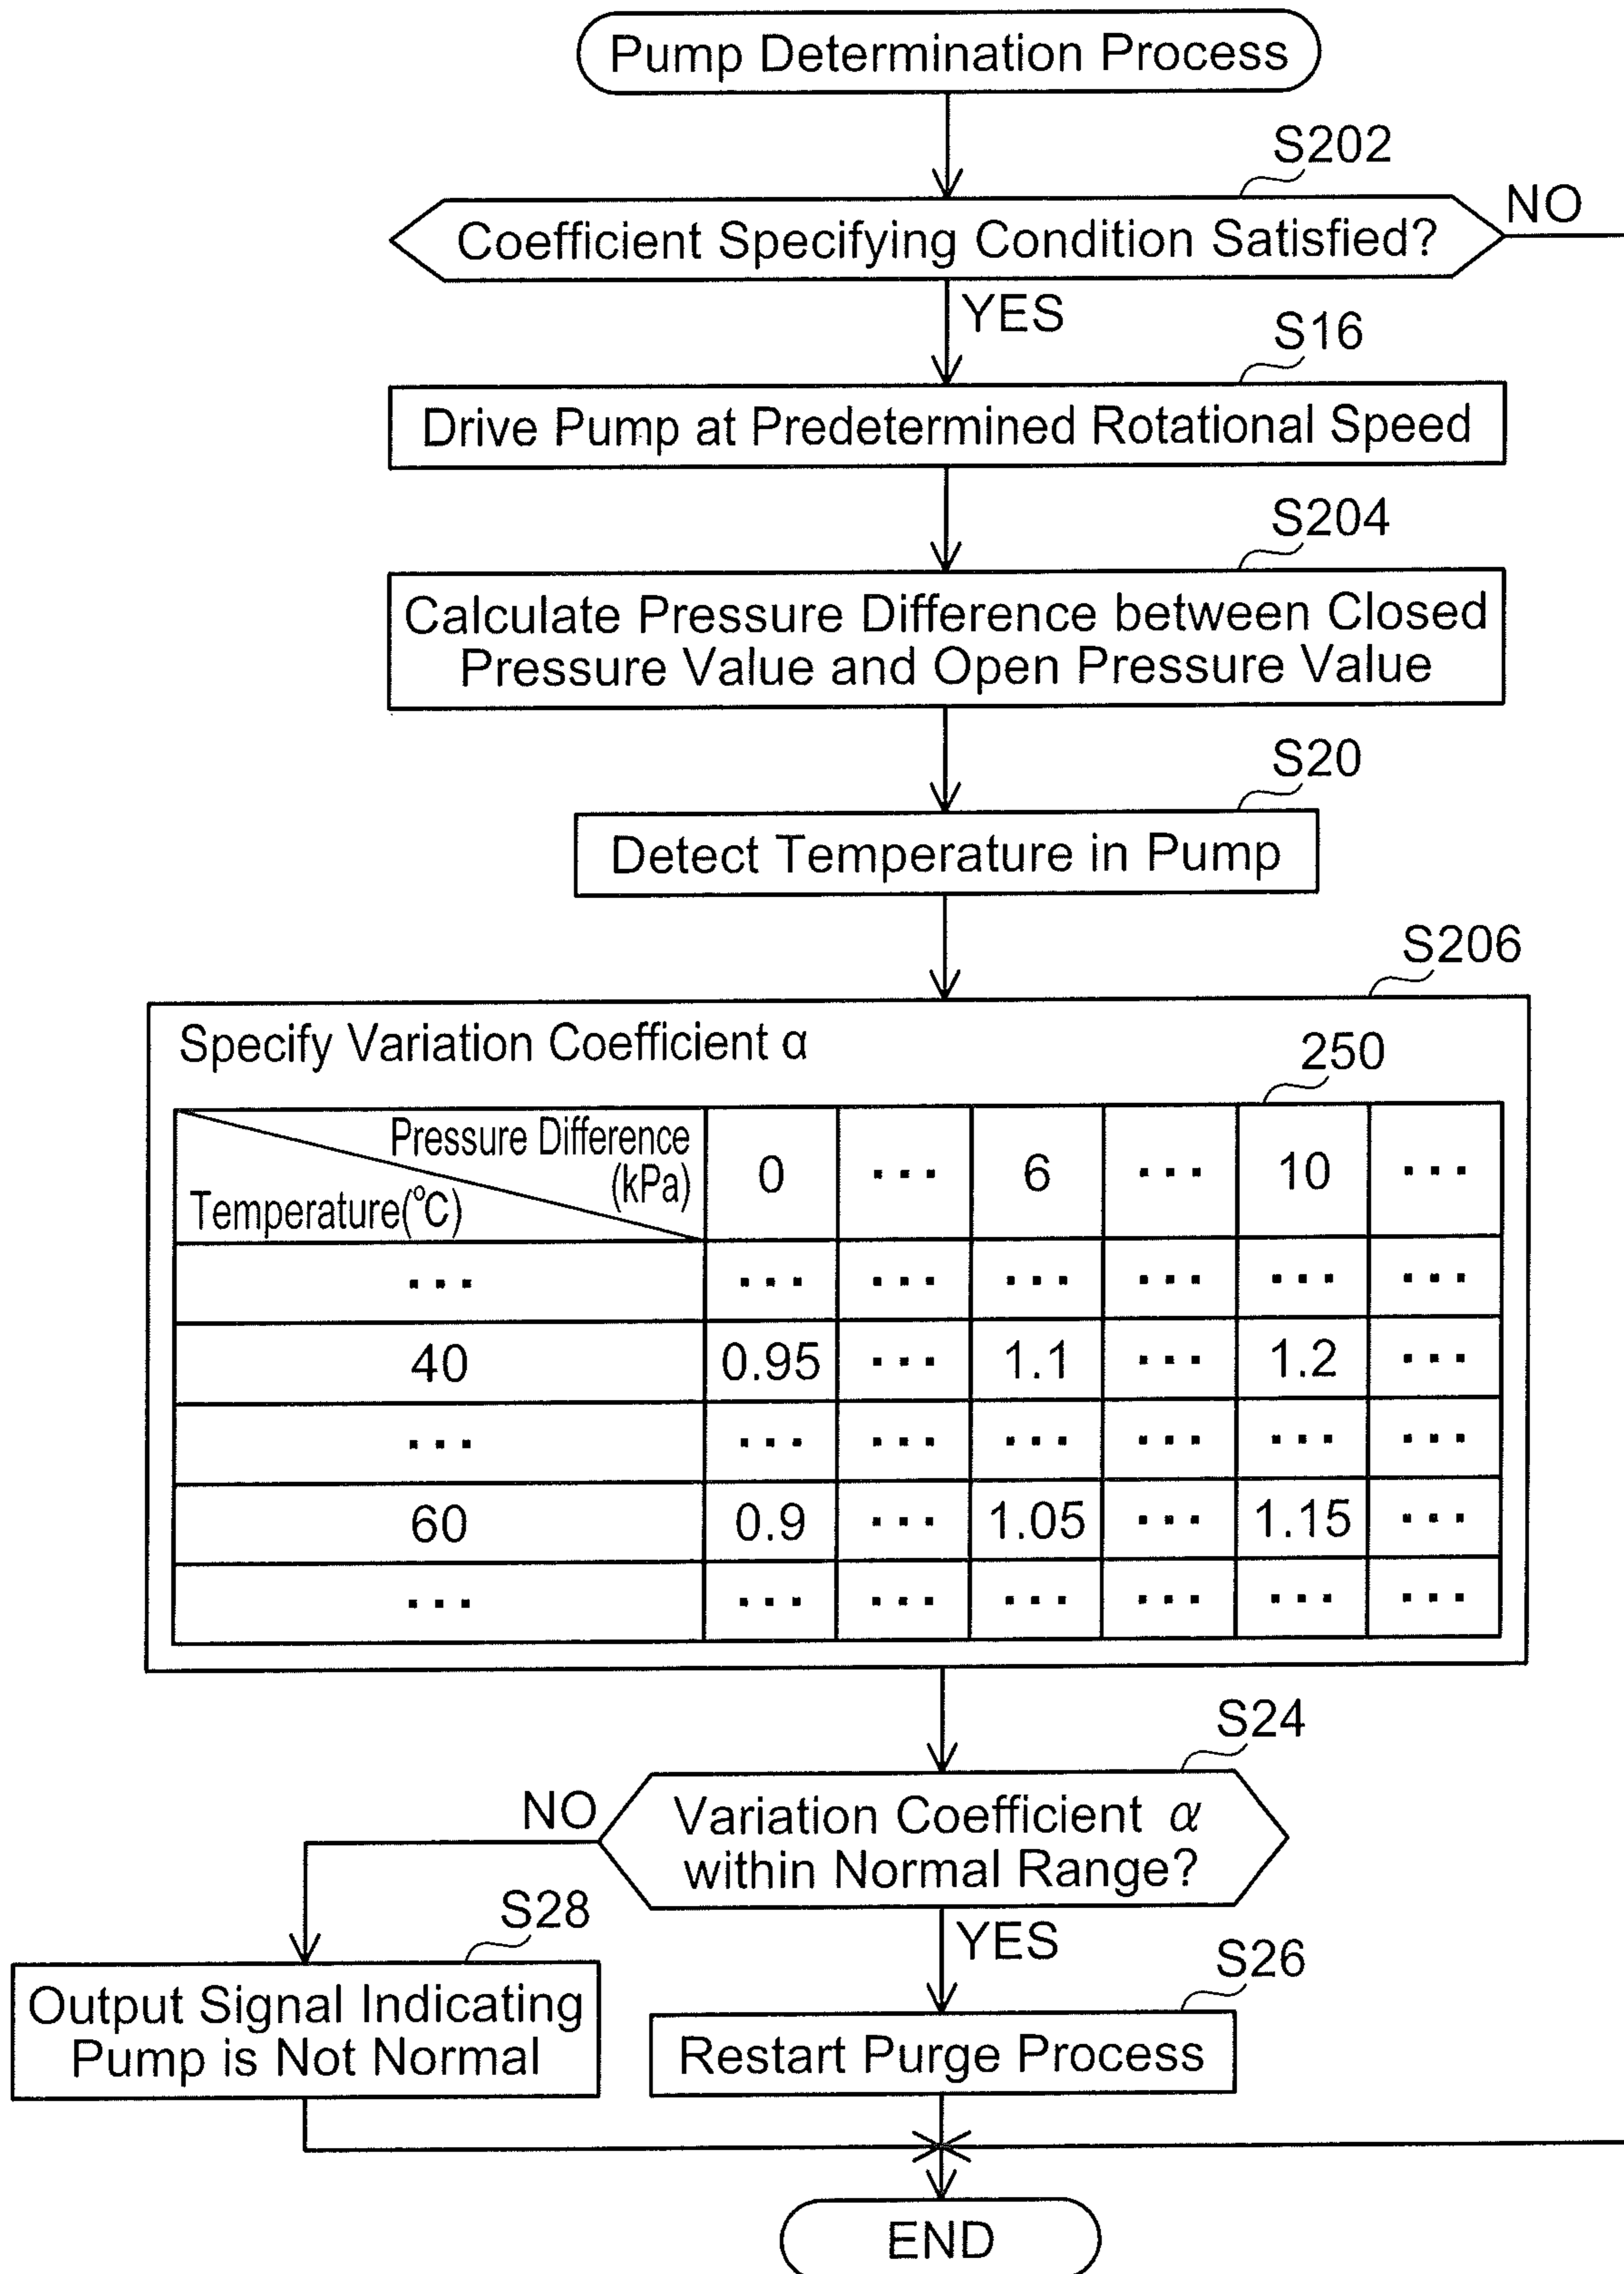 Pump Determination Process
S202
Coefficient Specifying Condition Satisfied?
NO
YES
S16
Drive Pump at Predetermined Rotational Speed
S204
Calculate Pressure Difference between Closed
Pressure Value and Open Pressure Value
S20
Detect Temperature in Pump
S206
Specify Variation Coefficient α
250
Pressure Difference
(kPa)
Temperature(°C)
0 ··· 6 ··· 10 ···
··· ··· ··· ··· ··· ··· ···
40 0.95 ··· 1.1 ··· 1.2 ···
··· ··· ··· ··· ··· ··· ···
60 0.9 ··· 1.05 ··· 1.15 ···
··· ··· ··· ··· ··· ··· ···
S24
NO
Variation Coefficient α
within Normal Range?
S28
YES
S26
Output Signal Indicating
Pump is Not Normal
Restart Purge Process
END